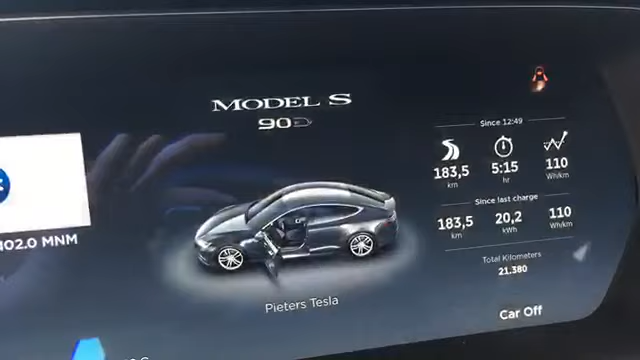 MODEL S
90D
Since 12:49
183,5 km
5:15 hr
110 Wh/km
Since last charge
183,5 km
20,2 kWh
110 Wh/km
Total Kilometers
21.380
102.0 MNM
Pieters Tesla
Car Off